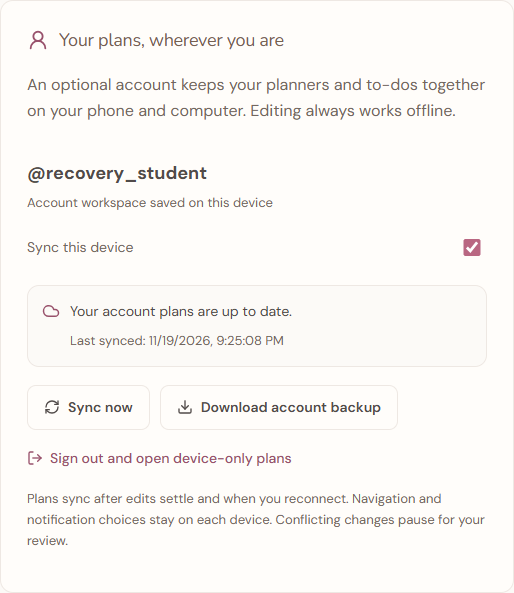 Your plans, wherever you are
An optional account keeps your planners and to-dos together
on your phone and computer. Editing always works offline.
@recovery_student
Account workspace saved on this device
Sync this device
Your account plans are up to date.
Last synced: 11/19/2026, 9:25:08 PM
Sync now
Download account backup
Sign out and open device-only plans
Plans sync after edits settle and when you reconnect. Navigation and
notification choices stay on each device. Conflicting changes pause for your
review.